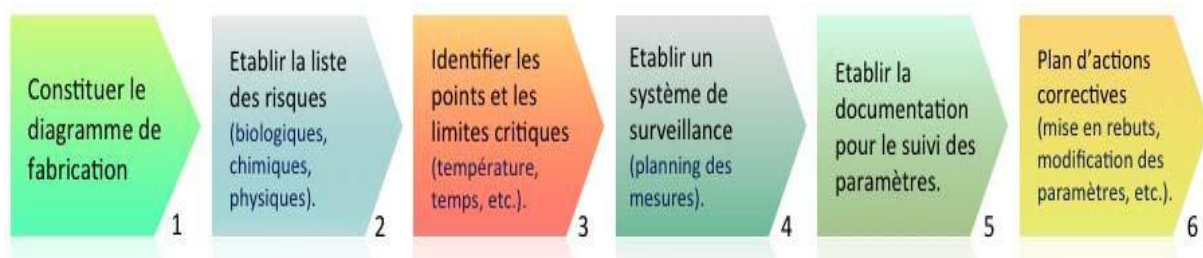 Constituer le
diagramme de
fabrication
1
Etablir la liste
des risques
(biologiques,
chimiques,
physiques).
2
Identifier les
points et les
limites critiques
(température,
temps, etc.).
3
Etablir un
système de
surveillance
(planning des
mesures).
4
Etablir la
documentation
pour le suivi des
paramètres.
5
Plan d'actions
correctives
(mise en rebuts,
modification des
paramètres, etc.).
6